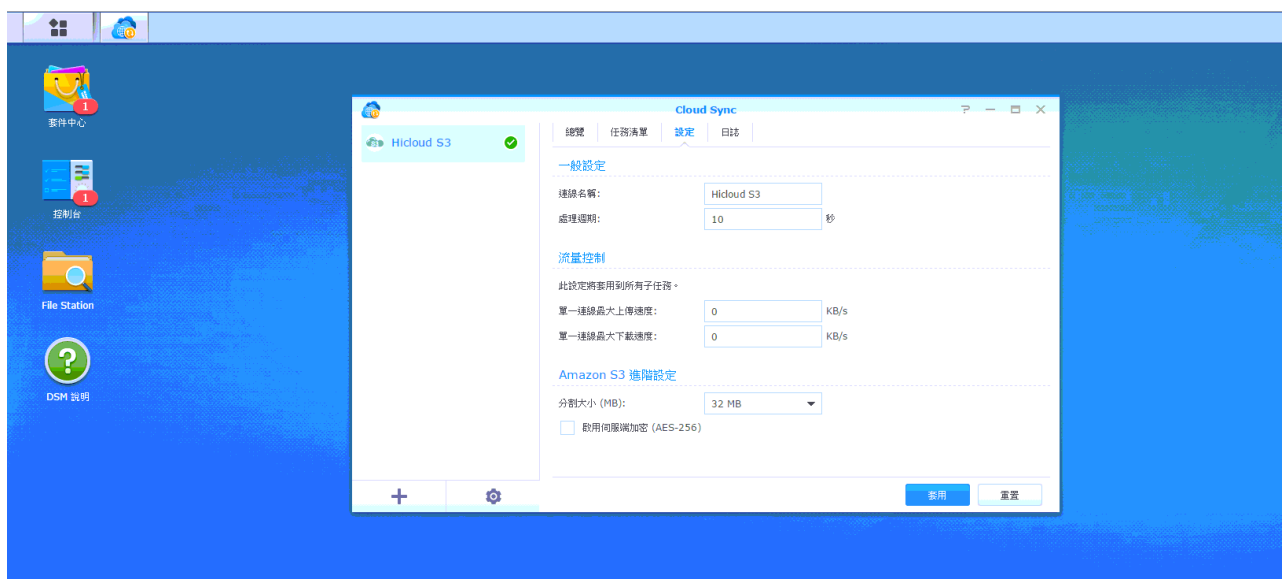 1
套件中心
1
控制台
File Station
DSM 說明
Cloud Sync
Hicloud S3
總覽 任務清單 設定 日誌
一般設定
連線名稱: Hicloud S3
處理週期: 10 秒
流量控制
此設定將套用到所有子任務。
單一連線最大上傳速度: 0 KB/s
單一連線最大下載速度: 0 KB/s
Amazon S3 進階設定
分割大小 (MB): 32 MB
啟用伺服端加密 (AES-256)
套用 重置